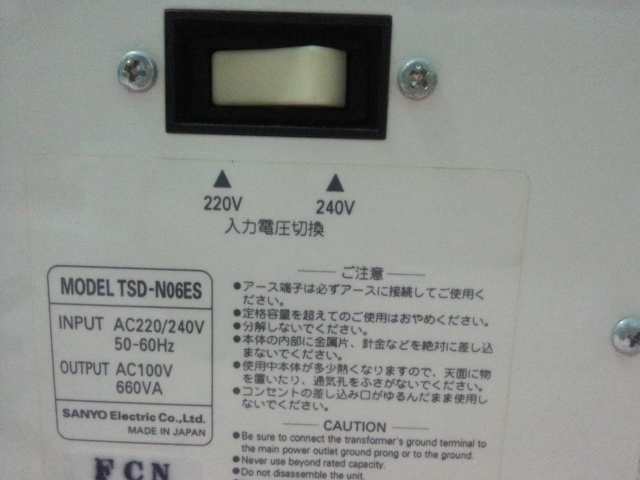 ▲ ▲
220V 240V
入力電圧切換
MODEL TSD-N06ES
INPUT AC220/240V
50-60Hz
OUTPUT AC100V
660VA
SANYO Electric Co.,Ltd.
MADE IN JAPAN
FCN
ご注意
●アース端子は必ずアースに接続してご使用く
ださい。
●定格容量を超えてのご使用はおやめください。
●分解しないでください。
●本体の内部に金属片、針金などを絶対に差し込
まないでください。
●使用中本体が多少熱くなりますので、天面に物
を置いたり、通気孔をふさがないでください。
●コンセントの差し込み口がゆるんだまま使用し
ないでください。
CAUTION
●Be sure to connect the transformer's ground terminal to
the main power outlet ground prong or to the ground.
●Never use beyond rated capacity.
●Do not disassemble the unit.